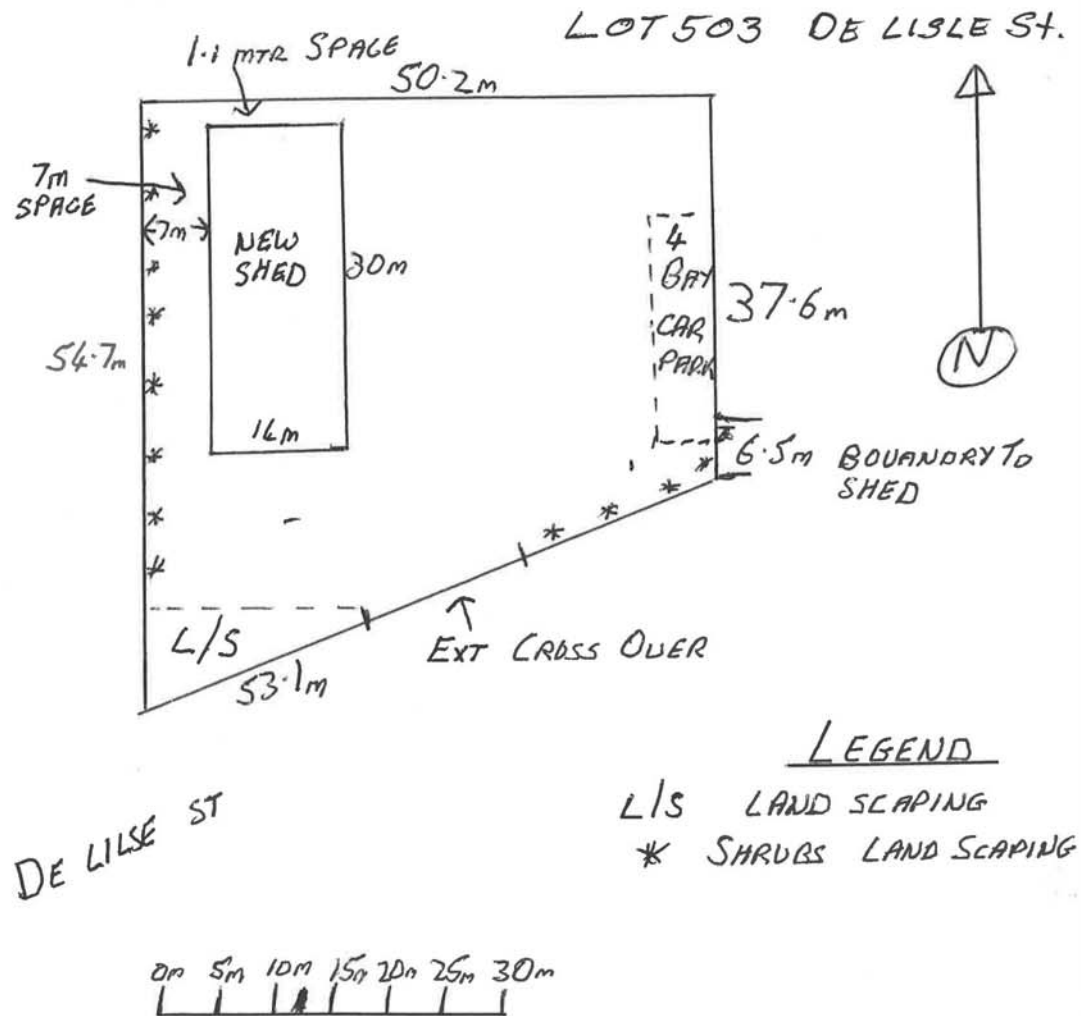 LOT 503 DE LISLE St.
1.1 MTR SPACE
50.2m
7m
SPACE
7m
NEW
SHED
30m
14m
54.7m
4
BAY
CAR
PARK
37.6m
N
6.5m BOUANDRY TO
SHED
L/S
53.1m
EXT CROSS OVER
DE LILSE ST
LEGEND
L/S LAND SCAPING
* SHRUBS LAND SCAPING
0m 5m 10m 15m 20m 25m 30m